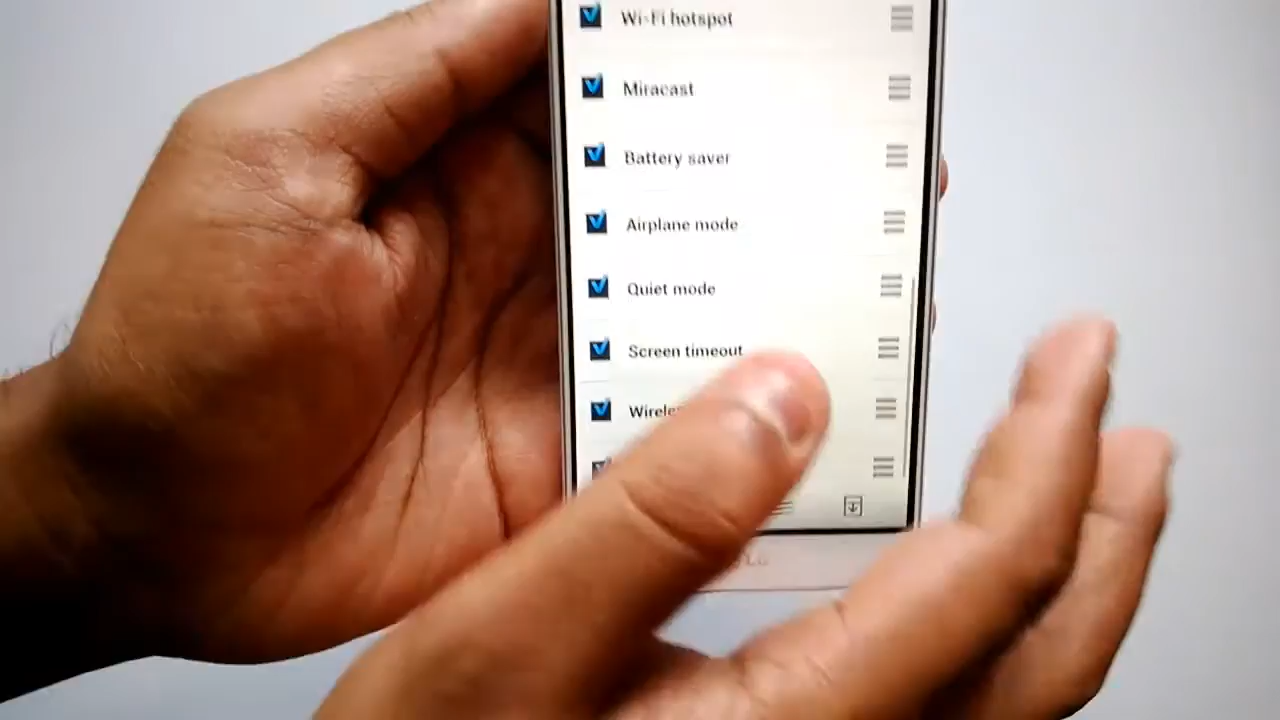 Wi-Fi hotspot
Miracast
Battery saver
Airplane mode
Quiet mode
Screen timeout